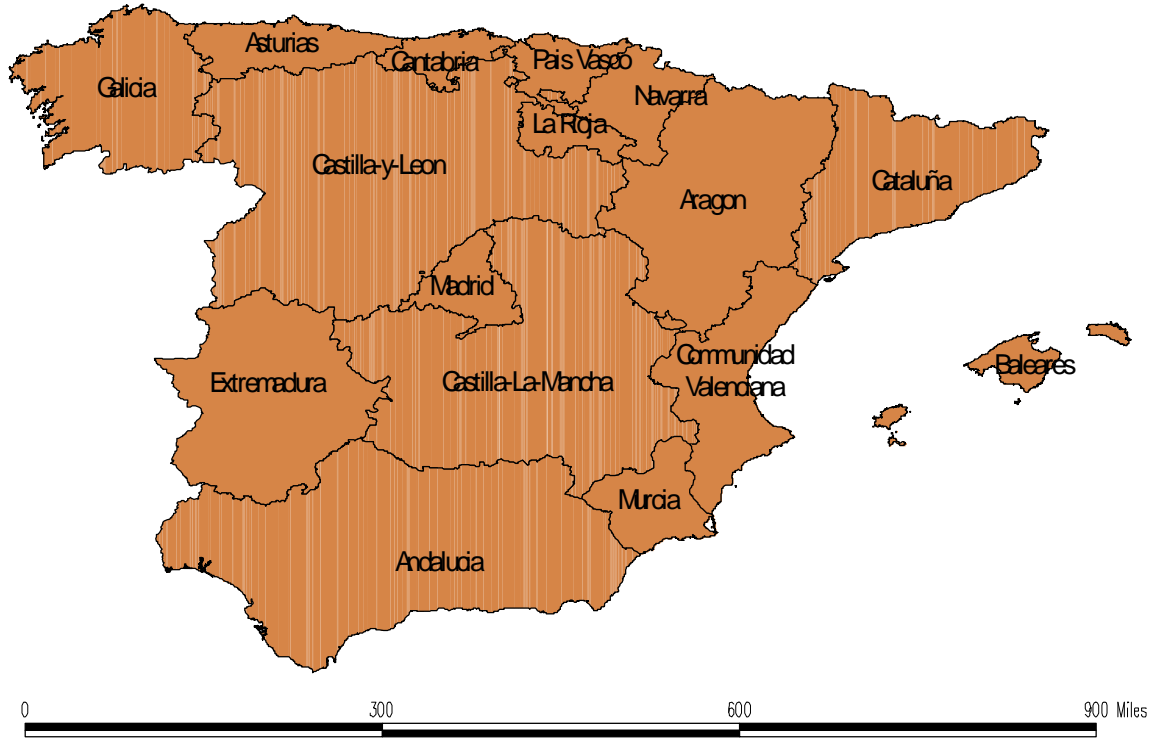 Asturias
Cantabria
Pais Vasco
Galicia
Navarra
La Rioja
Castilla-y-Leon
Cataluña
Aragon
Madrid
Communidad
Valenciana
Extremadura
Castilla-La-Mancha
Baleares
Murcia
Andalucia
0 300 600 900 Miles